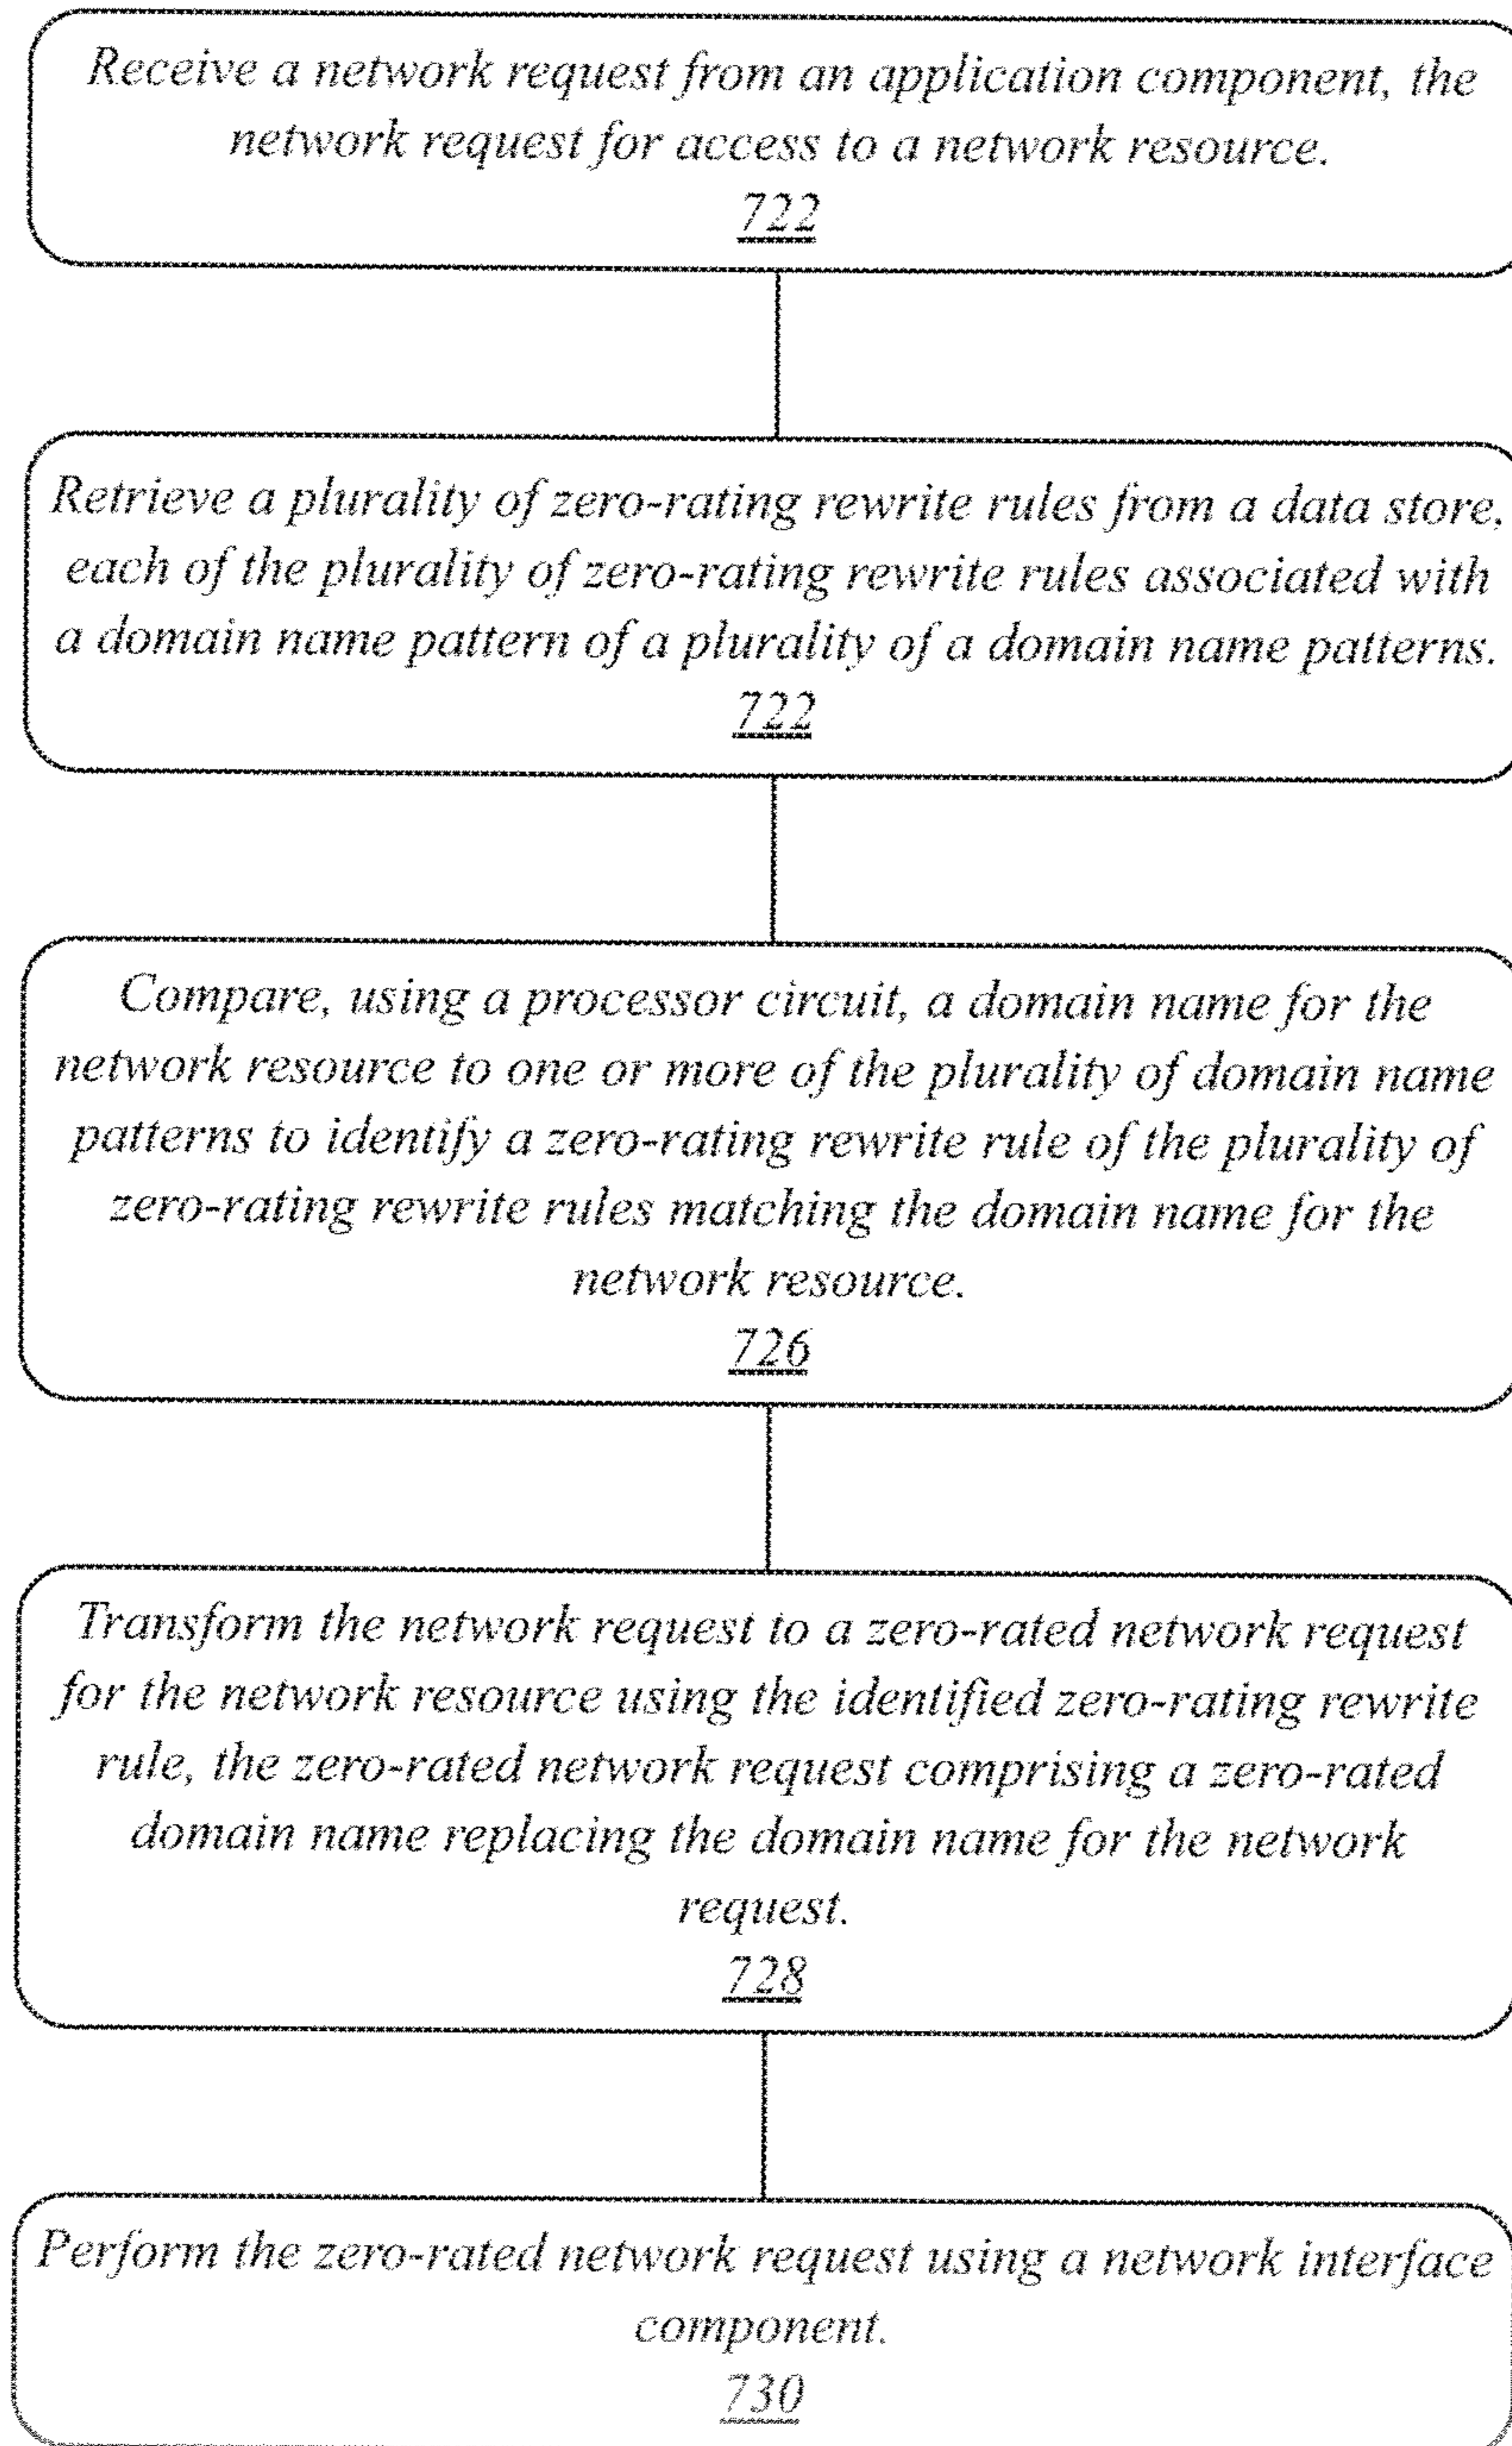 Receive a network request from an application component, the
network request for access to a network resource.
722
Retrieve a plurality of zero-rating rewrite rules from a data store,
each of the plurality of zero-rating rewrite rules associated with
a domain name pattern of a plurality of a domain name patterns.
722
Compare, using a processor circuit, a domain name for the
network resource to one or more of the plurality of domain name
patterns to identify a zero-rating rewrite rule of the plurality of
zero-rating rewrite rules matching the domain name for the
network resource.
726
Transform the network request to a zero-rated network request
for the network resource using the identified zero-rating rewrite
rule, the zero-rated network request comprising a zero-rated
domain name replacing the domain name for the network
request.
728
Perform the zero-rated network request using a network interface
component.
730